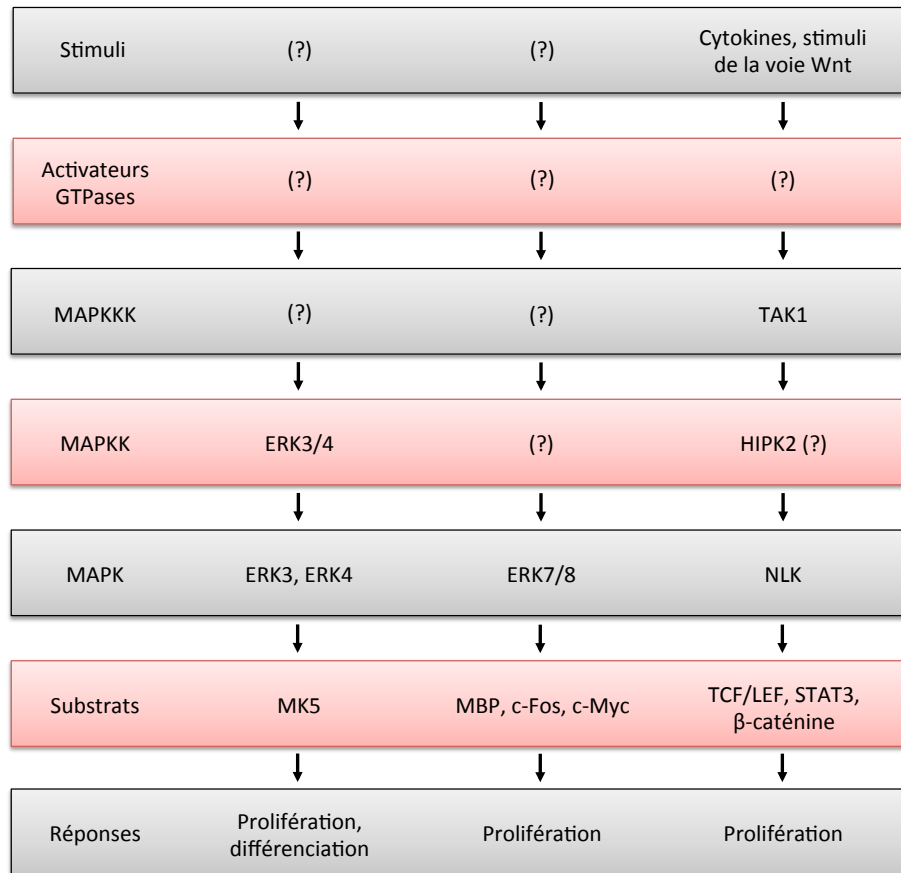 Stimuli (?) (?) Cytokines, stimuli
de la voie Wnt
Activateurs
GTPases (?) (?) (?)
MAPKKK (?) (?) TAK1
MAPKK ERK3/4 (?) HIPK2 (?)
MAPK ERK3, ERK4 ERK7/8 NLK
Substrats MK5 MBP, c-Fos, c-Myc TCF/LEF, STAT3,
β-caténine
Réponses Prolifération,
différenciation Prolifération Prolifération